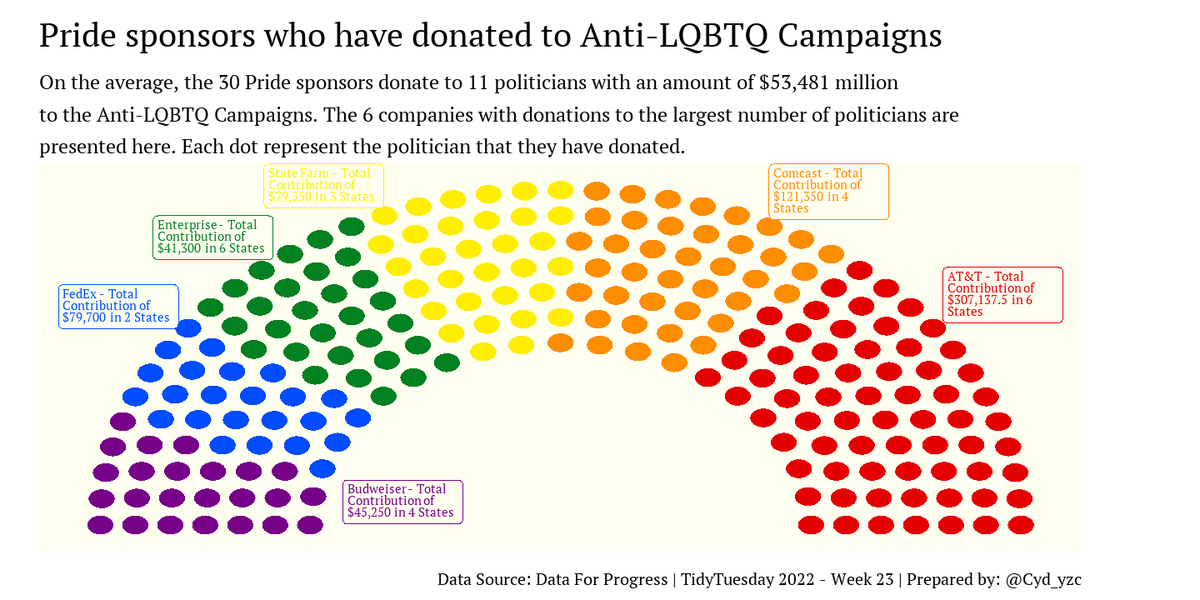 Pride sponsors who have donated to Anti-LQBTQ Campaigns
On the average, the 30 Pride sponsors donate to 11 politicians with an amount of $53,481 million
to the Anti-LQBTQ Campaigns. The 6 companies with donations to the largest number of politicians are
presented here. Each dot represent the politician that they have donated.
State Farm - Total
Contribution of
$79,550 in 3 States
Comcast - Total
Contribution of
$121,350 in 4
States
Enterprise - Total
Contribution of
$41,300 in 6 States
AT&T - Total
Contribution of
$307,137.5 in 6
States
FedEx - Total
Contribution of
$79,700 in 2 States
Budweiser - Total
Contribution of
$45,250 in 4 States
Data Source: Data For Progress | TidyTuesday 2022 - Week 23 | Prepared by: @Cyd_yzc